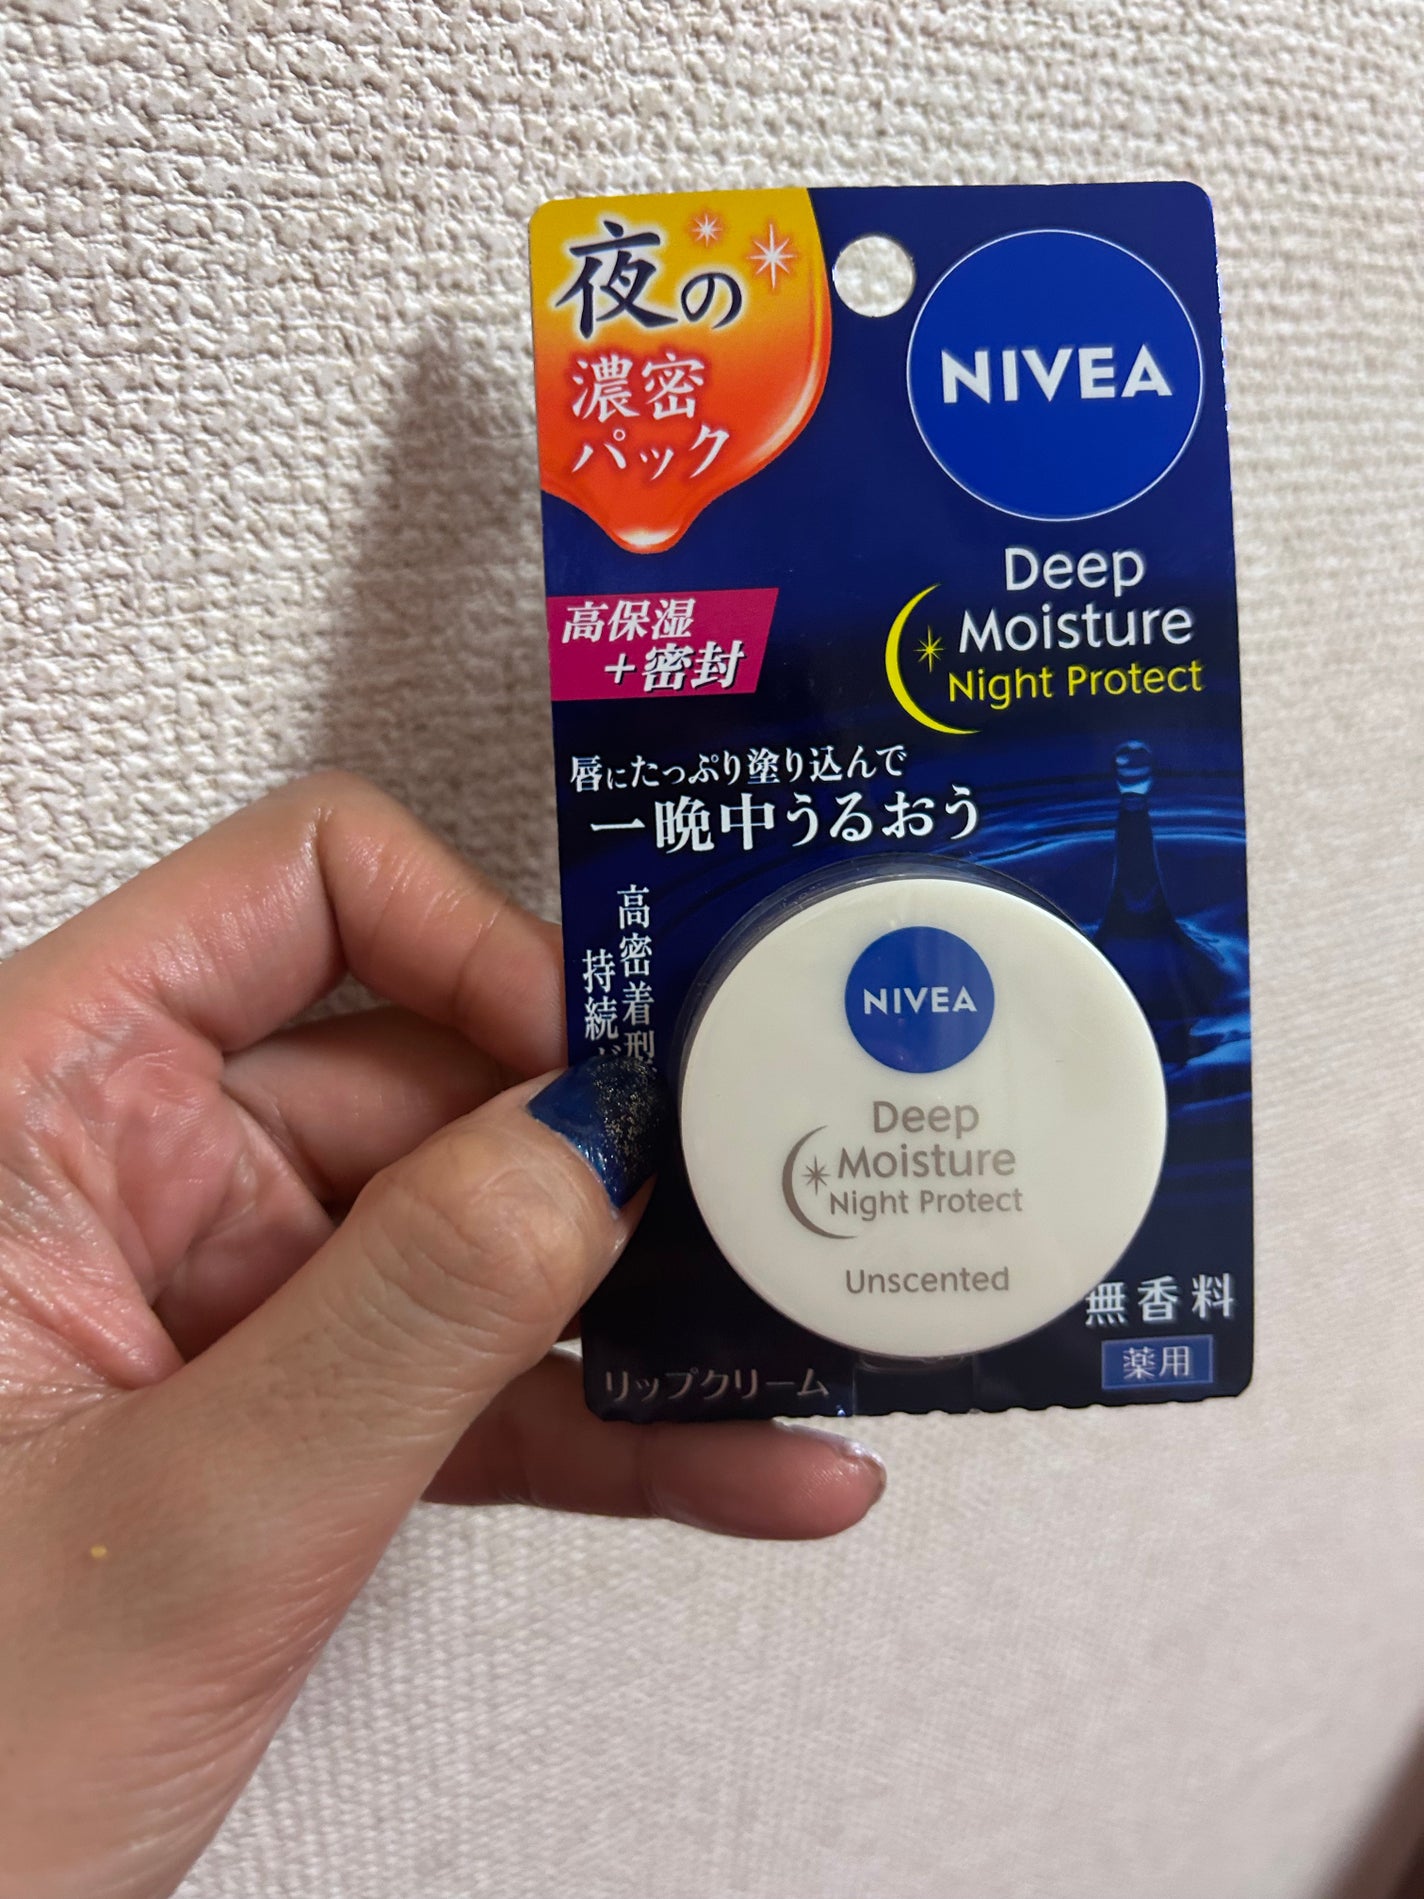 夜の
濃密
パック
NIVEA
Deep
Moisture
Night Protect
高保湿
+密封
唇にたっぷり塗り込んで
一晩中うるおう
高密着型
持続
NIVEA
Deep
Moisture
Night Protect
Unscented
無香料
薬用
リップクリーム